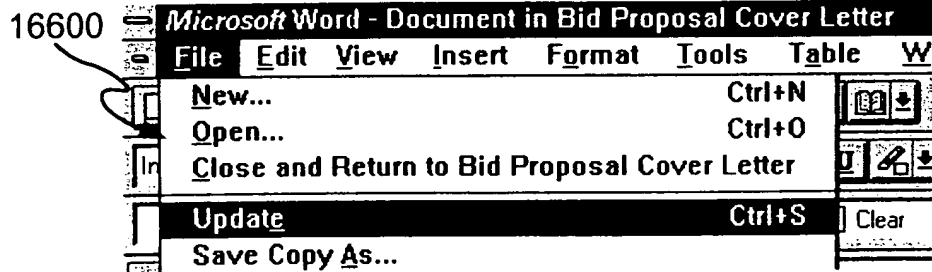 16600
Microsoft Word - Document in Bid Proposal Cover Letter
File Edit View Insert Format Tools Table W
New... Ctrl+N
Open... Ctrl+O
In Close and Return to Bid Proposal Cover Letter U
Update Ctrl+S Clear
Save Copy As...